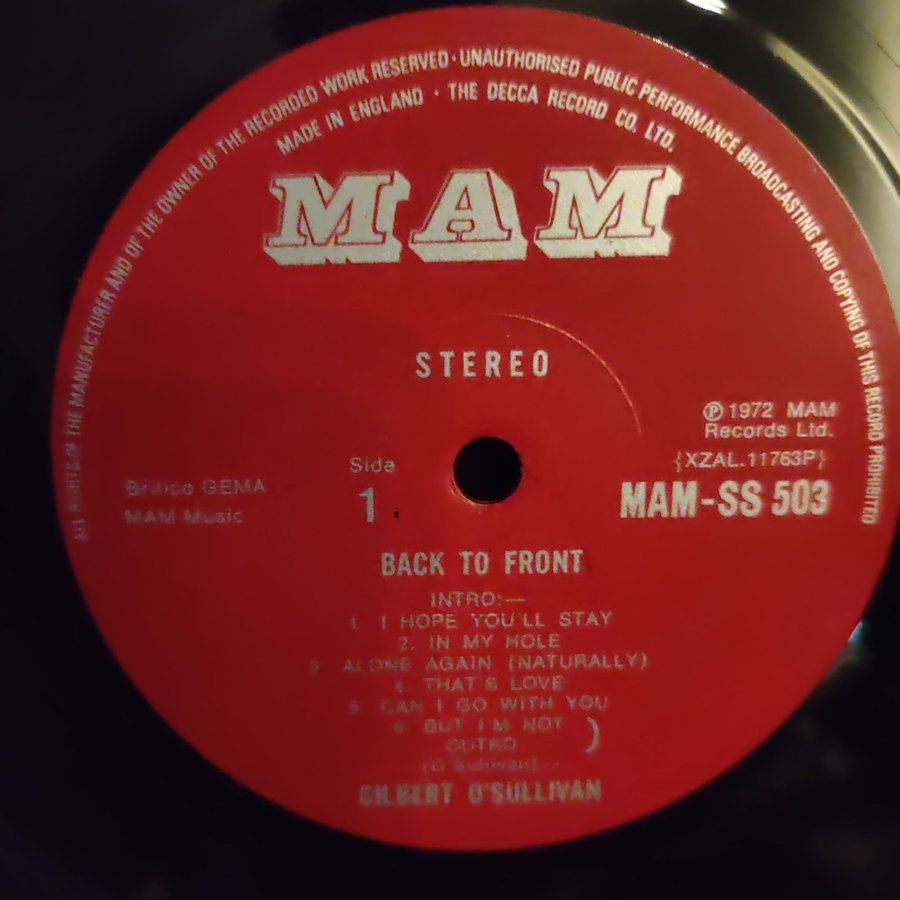 ALL RIGHTS OF THE MANUFACTURER AND OF THE OWNER OF THE RECORDED WORK RESERVED · UNAUTHORISED PUBLIC PERFORMANCE BROADCASTING AND COPYING OF THIS RECORD PROHIBITED
MADE IN ENGLAND · THE DECCA RECORD CO. LTD.
MAM
STEREO
℗ 1972 MAM
Records Ltd.
{XZAL.11763P}
MAM-SS 503
Side
1
Britico GEMA
MAM Music
BACK TO FRONT
INTRO:—
1. I HOPE YOU'LL STAY
2. IN MY HOLE
3. ALONE AGAIN (NATURALLY)
4. THAT'S LOVE
5. CAN I GO WITH YOU
6. BUT I'M NOT
OUTRO
(O'Sullivan)
GILBERT O'SULLIVAN